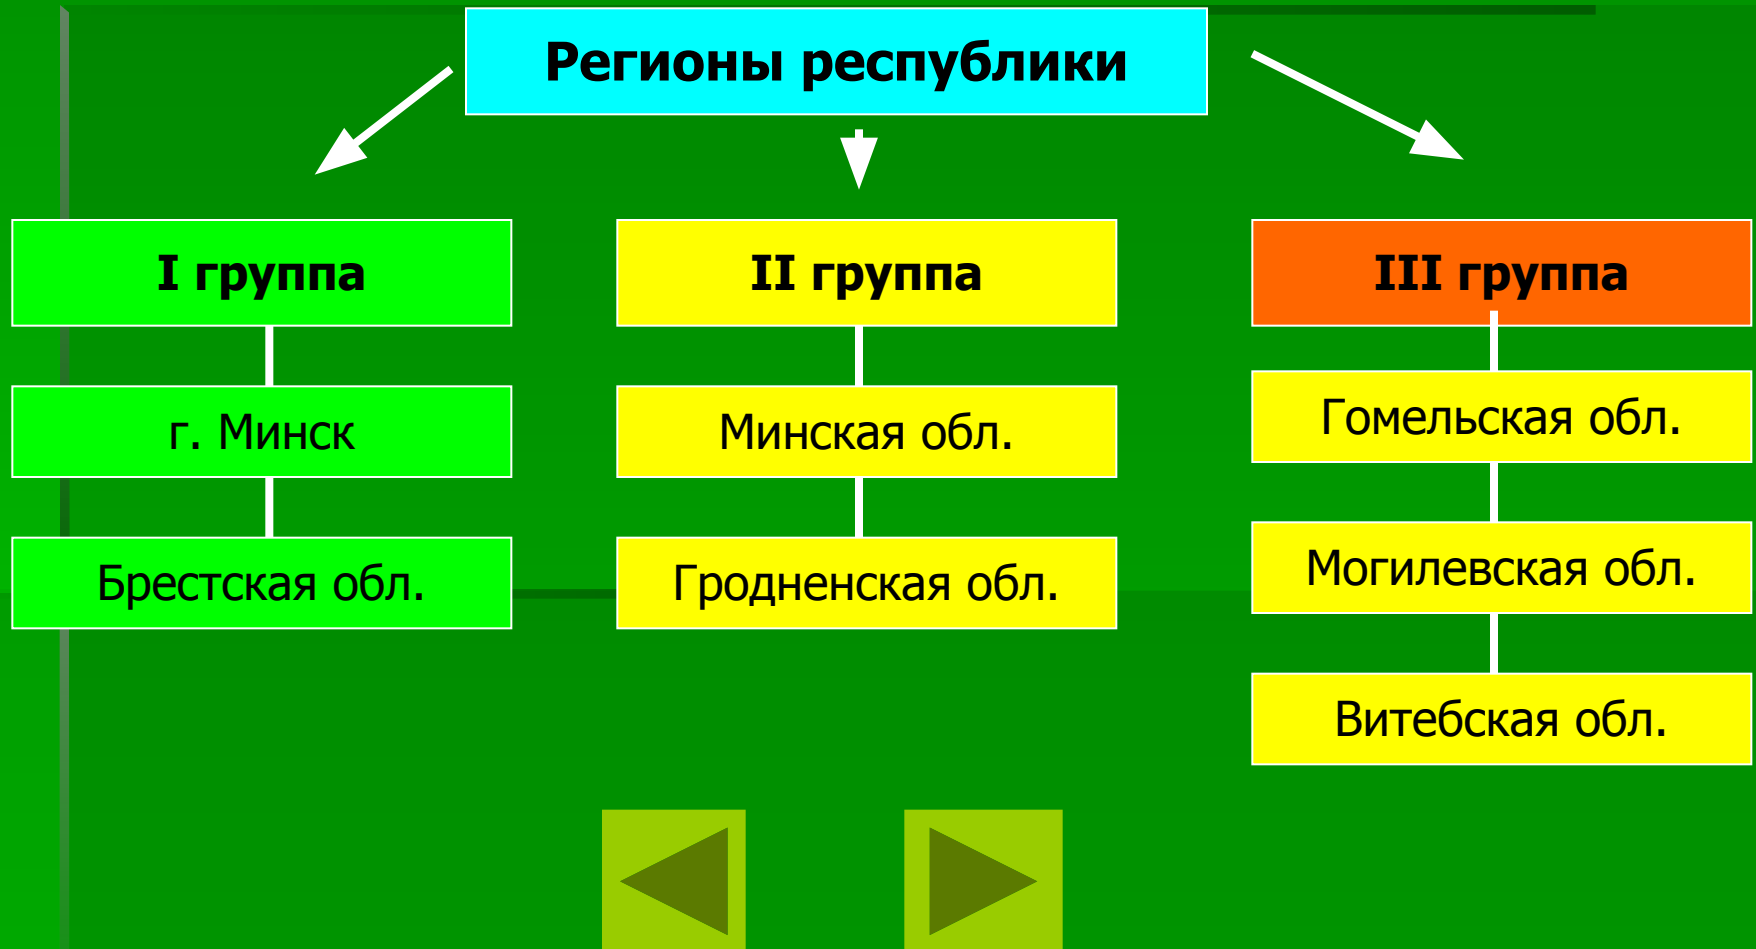 Регионы республики
I группа
г. Минск
Брестская обл.
II группа
Минская обл.
Гродненская обл.
III группа
Гомельская обл.
Могилевская обл.
Витебская обл.